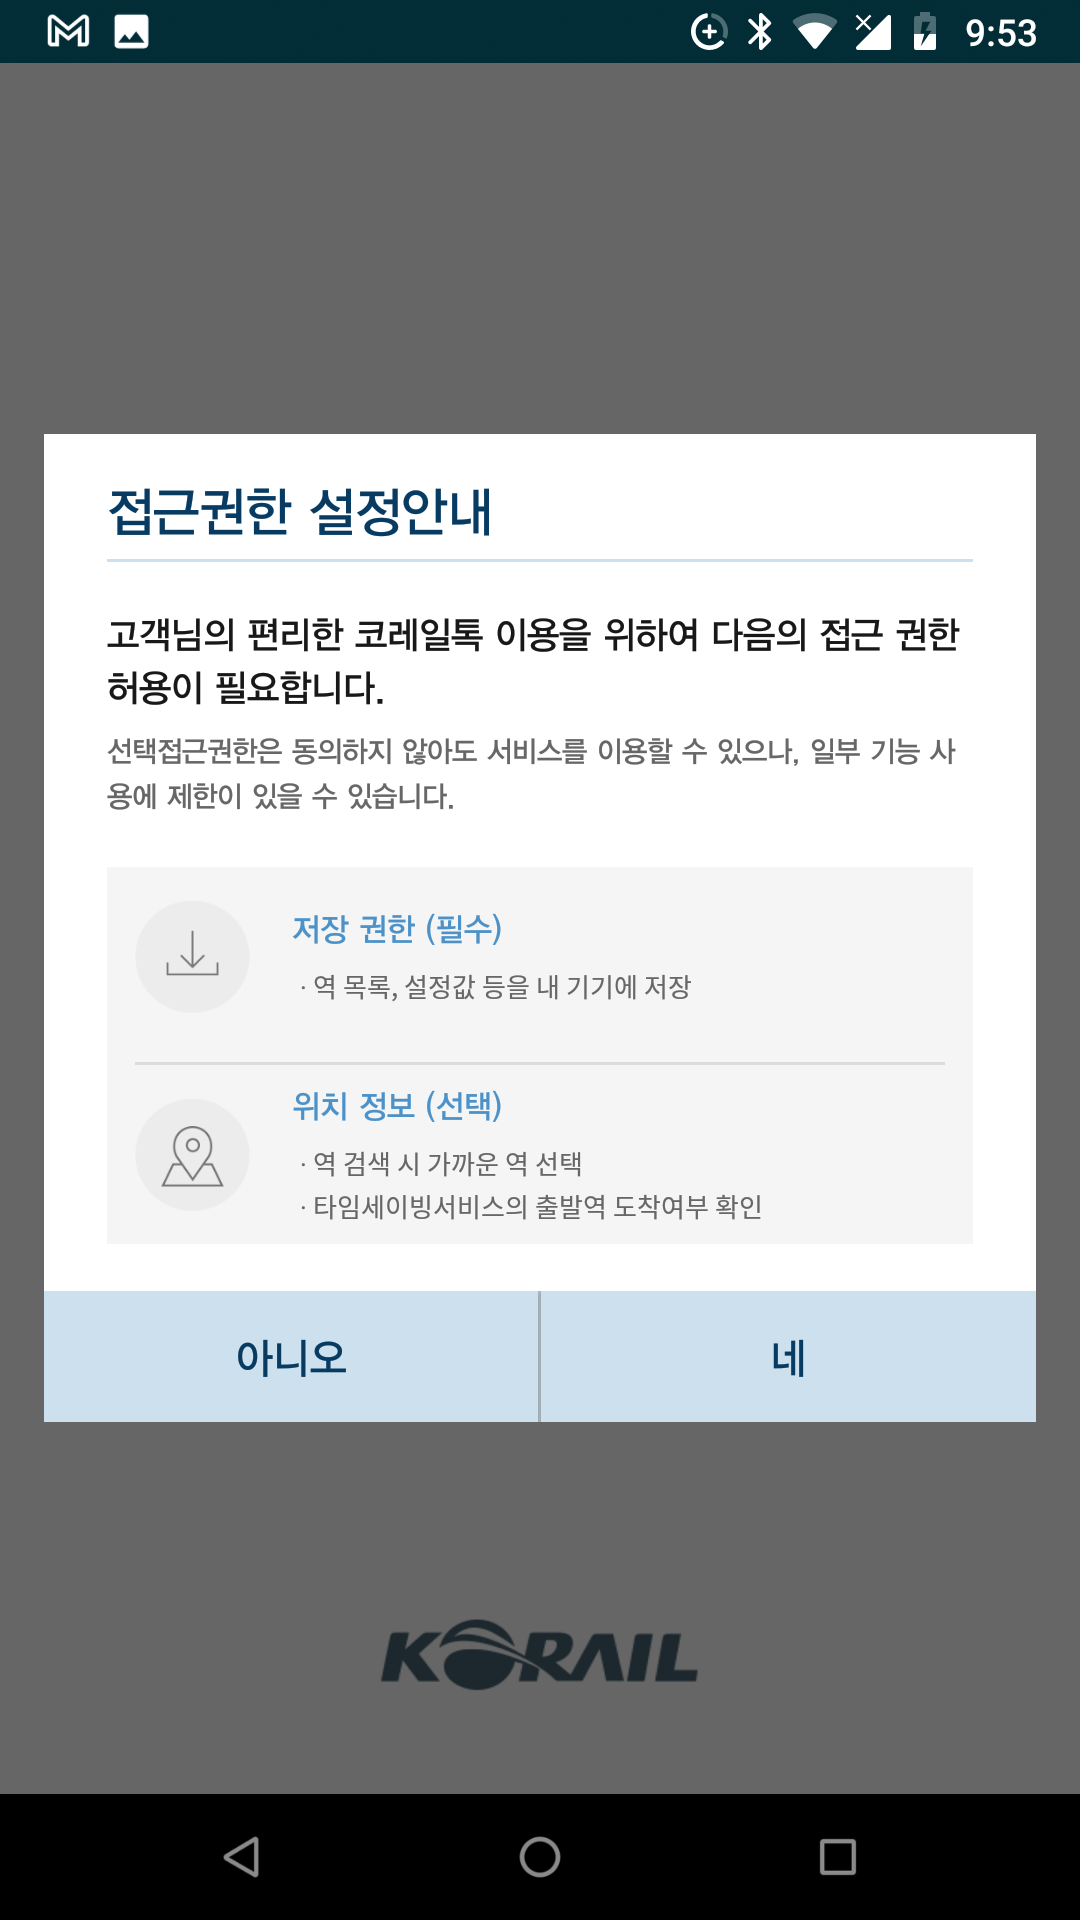 9:53
접근권한 설정안내
고객님의 편리한 코레일톡 이용을 위하여 다음의 접근 권한
허용이 필요합니다.
선택접근권한은 동의하지 않아도 서비스를 이용할 수 있으나, 일부 기능 사
용에 제한이 있을 수 있습니다.
저장 권한 (필수)
· 역 목록, 설정값 등을 내 기기에 저장
위치 정보 (선택)
· 역 검색 시 가까운 역 선택
· 타임세이빙서비스의 출발역 도착여부 확인
아니오
네
KORAIL